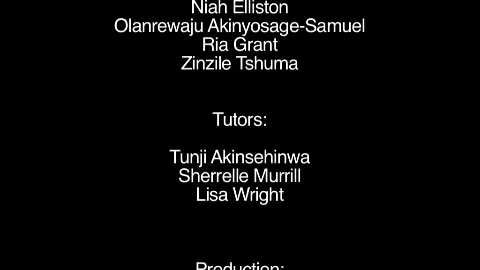 Niah Elliston
Olanrewaju Akinyosage-Samuel
Ria Grant
Zinzile Tshuma
Tutors:
Tunji Akinsehinwa
Sherrelle Murrill
Lisa Wright
Production: